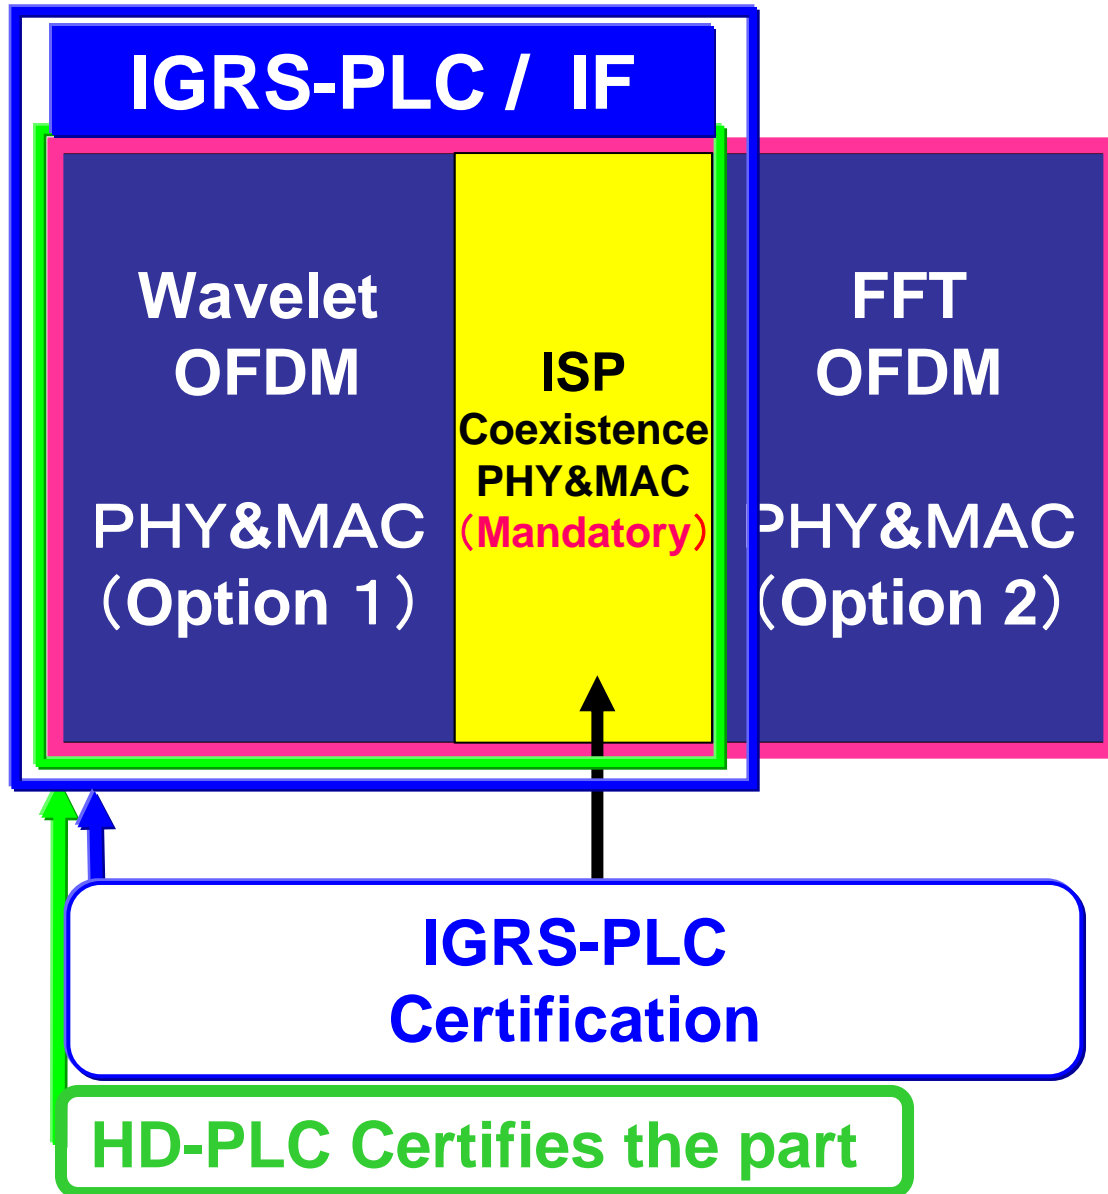 IGRS-PLC / IF
Wavelet
OFDM
PHY&MAC
（Option １）
ISP
Coexistence
PHY&MAC
（Mandatory）
FFT
OFDM
PHY&MAC
（Option 2）
IGRS-PLC
Certification
HD-PLC Certifies the part